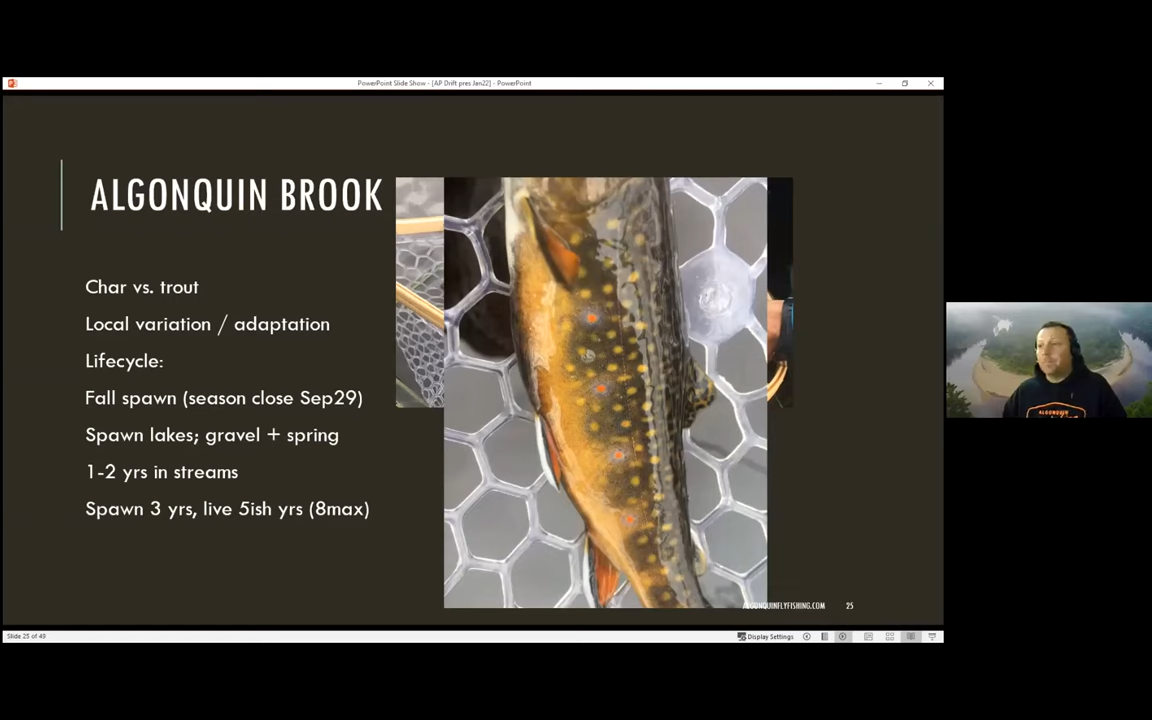 PowerPoint Slide Show - [AP Drift pres Jan22] - PowerPoint
ALGONQUIN BROOK
Char vs. trout
Local variation / adaptation
Lifecycle:
Fall spawn (season close Sep29)
Spawn lakes; gravel + spring
1-2 yrs in streams
Spawn 3 yrs, live 5ish yrs (8max)
ALGONQUIN
ALGONQUINFLYFISHING.COM 25
Slide 25 of 49
Display Settings